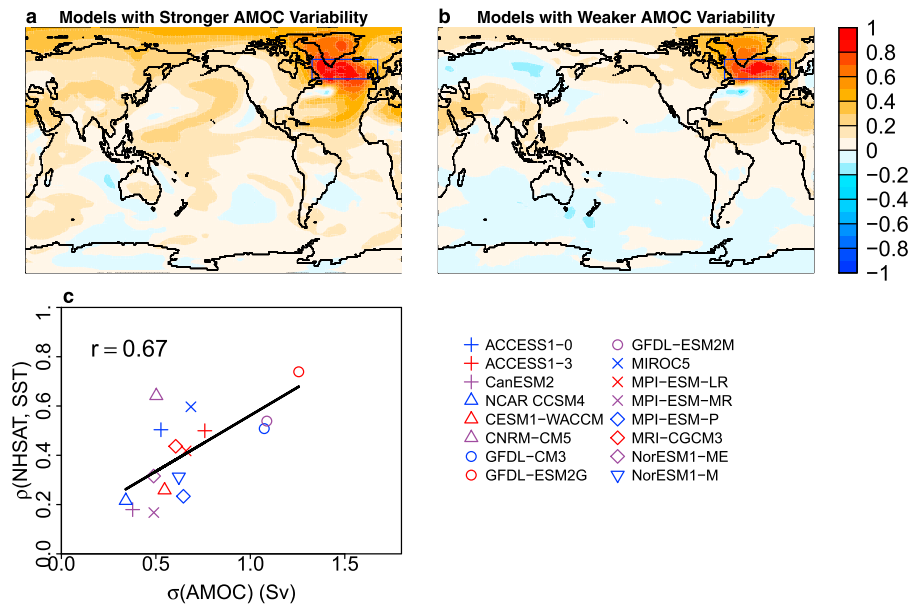 a Models with Stronger AMOC Variability
b Models with Weaker AMOC Variability
1
0.8
0.6
0.4
0.2
0
−0.2
−0.4
−0.6
−0.8
−1
c
r = 0.67
ρ(NHSAT, SST)
1.
0.8
0.6
0.4
0.2
0.0
0.0 0.5 1.0 1.5
σ(AMOC) (Sv)
ACCESS1−0
ACCESS1−3
CanESM2
NCAR CCSM4
CESM1−WACCM
CNRM−CM5
GFDL−CM3
GFDL−ESM2G
GFDL−ESM2M
MIROC5
MPI−ESM−LR
MPI−ESM−MR
MPI−ESM−P
MRI−CGCM3
NorESM1−ME
NorESM1−M